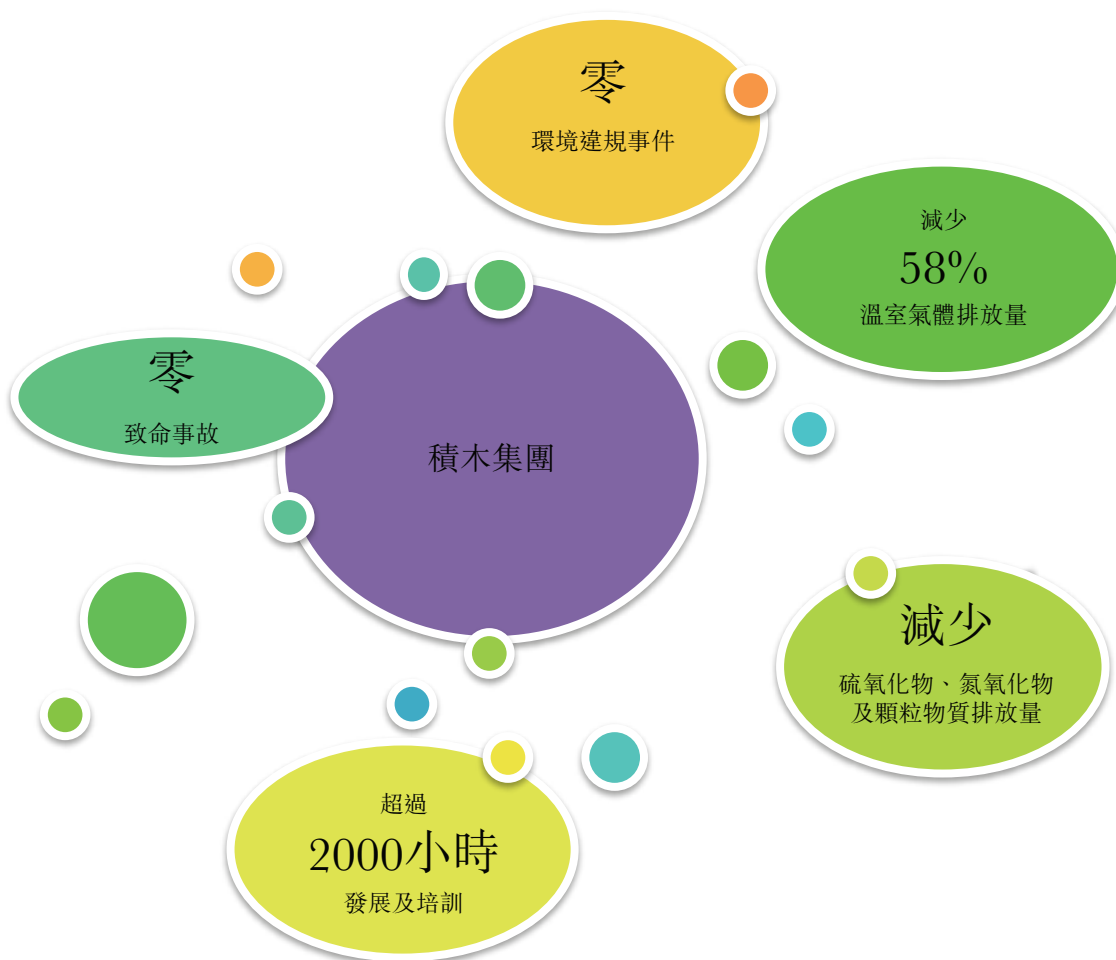 零
環境違規事件
減少
58%
溫室氣體排放量
零
致命事故
積木集團
減少
硫氧化物、氮氧化物
及顆粒物質排放量
超過
2000小時
發展及培訓